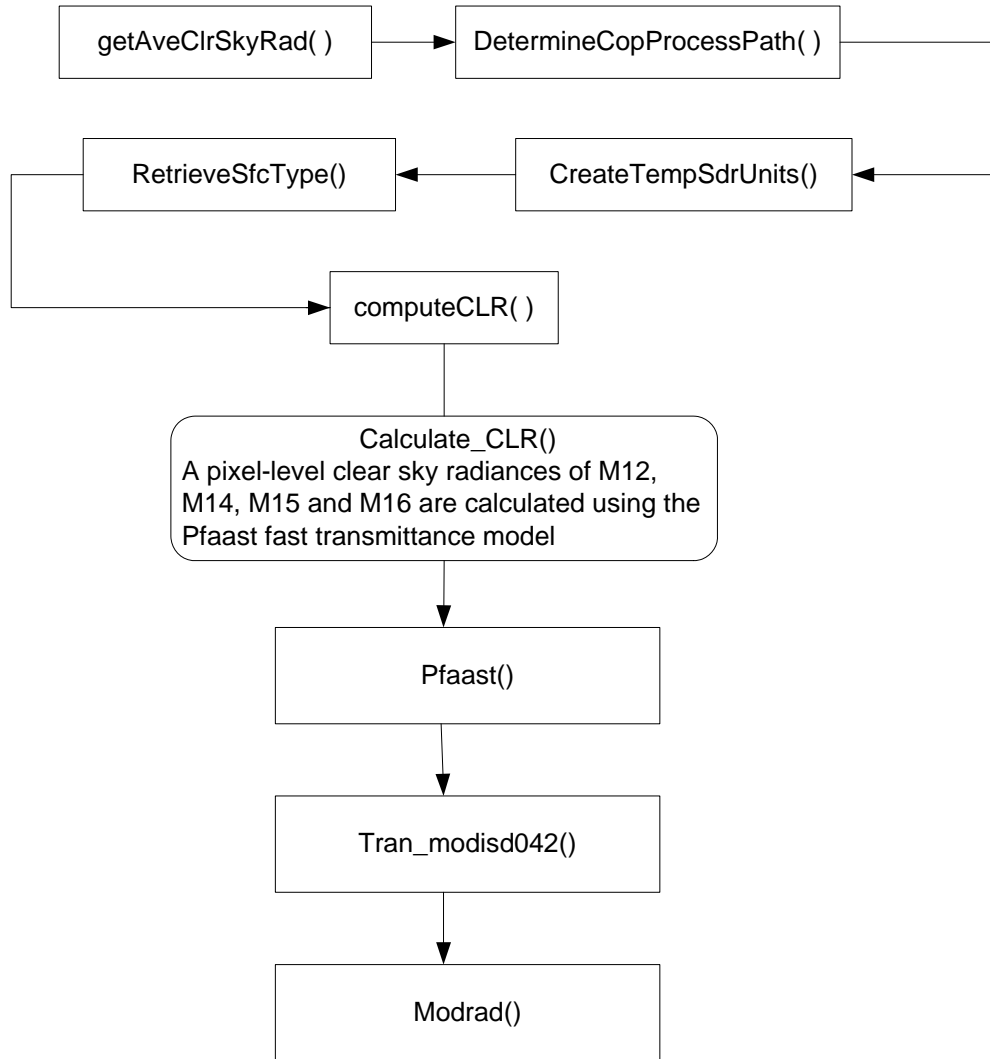 getAveClrSkyRad( )
DetermineCopProcessPath( )
RetrieveSfcType()
CreateTempSdrUnits()
computeCLR( )
Calculate_CLR()
A pixel-level clear sky radiances of M12,
M14, M15 and M16 are calculated using the
Pfaast fast transmittance model
Pfaast()
Tran_modisd042()
Modrad()